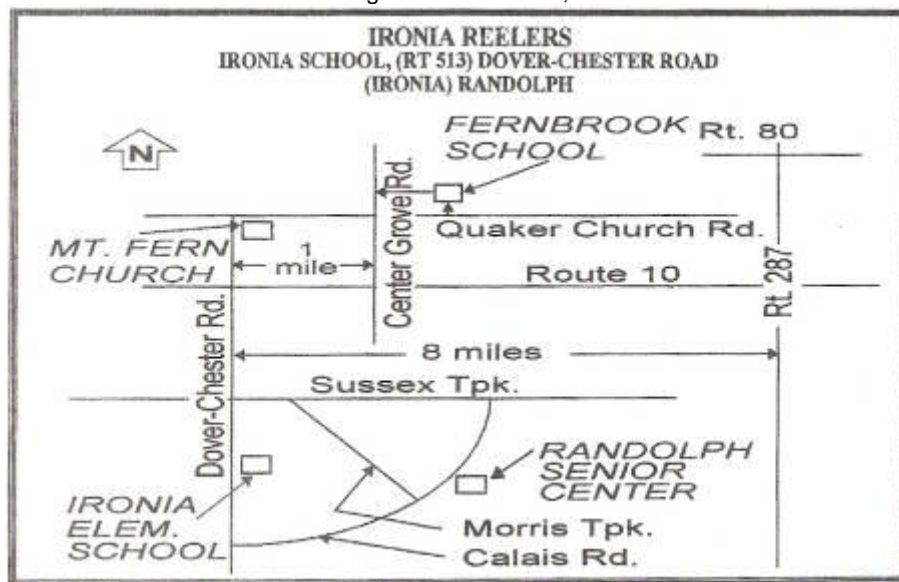 IRONIA REELERS
IRONIA SCHOOL, (RT 513) DOVER-CHESTER ROAD
(IRONIA) RANDOLPH
N
FERNBROOK
SCHOOL
Rt. 80
Center Grove Rd.
Quaker Church Rd.
MT. FERN
CHURCH
1
mile
Route 10
Rt. 287
Dover-Chester Rd.
8 miles
Sussex Tpk.
RANDOLPH
SENIOR
CENTER
IRONIA
ELEM.
SCHOOL
Morris Tpk.
Calais Rd.